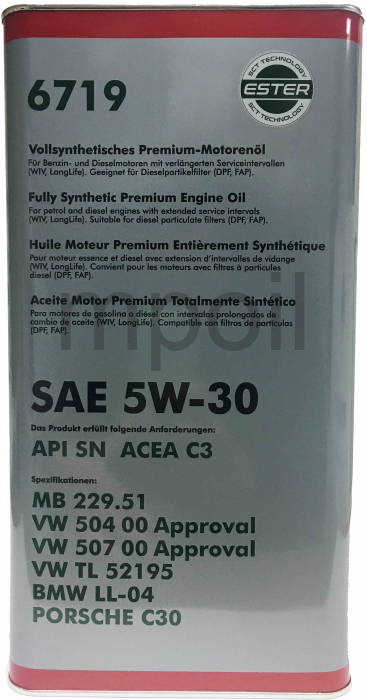 6719
SCT TECHNOLOGY
ESTER
SCT TECHNOLOGY
Vollsynthetisches Premium-Motorenöl
Für Benzin- und Dieselmotoren mit verlängerten Serviceintervallen
(WIV, LongLife). Geeignet für Dieselpartikelfilter (DPF, FAP).
Fully Synthetic Premium Engine Oil
For petrol and diesel engines with extended service intervals
(WIV, LongLife). Suitable for diesel particulate filters (DPF, FAP).
Huile Moteur Premium Entièrement Synthétique
Pour moteur essence et diesel avec extension d'intervalles de vidange
(WIV, LongLife). Convient pour les moteurs avec filtres à particules
diesel (DPF, FAP).
Aceite Motor Premium Totalmente Sintético
Para motores de gasolina o diésel con intervalos prolongados de
cambio de aceite (WIV, LongLife). Compatible con filtros de partículas
(DPF, FAP).
mpoil
SAE 5W-30
Das Produkt erfüllt folgende Anforderungen:
API SN ACEA C3
Spezifikationen:
MB 229.51
VW 504 00 Approval
VW 507 00 Approval
VW TL 52195
BMW LL-04
PORSCHE C30